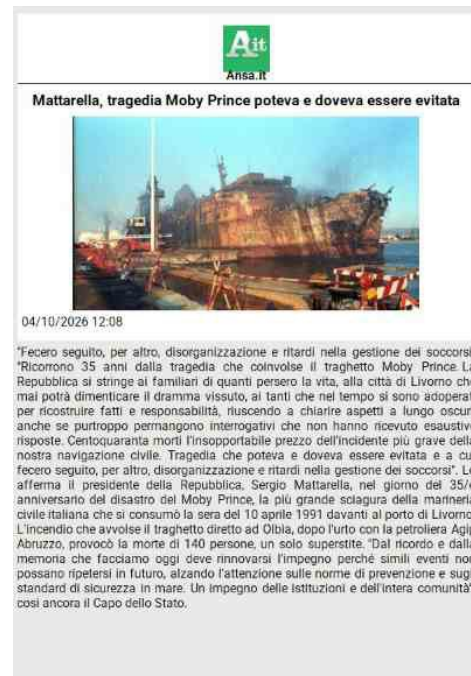 Ait
Ansa.it
Mattarella, tragedia Moby Prince poteva e doveva essere evitata
04/10/2026 12:08
"Fecero seguito, per altro, disorganizzazione e ritardi nella gestione dei soccorsi
"Ricorrono 35 anni dalla tragedia che coinvolse il traghetto Moby Prince. La
Repubblica si stringe ai familiari di quanti persero la vita, alla città di Livorno che
mai potrà dimenticare il dramma vissuto, ai tanti che nel tempo si sono adoperati
per ricostruire fatti e responsabilità, riuscendo a chiarire aspetti a lungo oscuri
anche se purtroppo permangono interrogativi che non hanno ricevuto esaustive
risposte. Centoquaranta morti l'insopportabile prezzo dell'incidente più grave della
nostra navigazione civile. Tragedia che poteva e doveva essere evitata e a cui
fecero seguito, per altro, disorganizzazione e ritardi nella gestione dei soccorsi". Lo
afferma il presidente della Repubblica, Sergio Mattarella, nel giorno del 35/o
anniversario del disastro del Moby Prince, la più grande sciagura della marineria
civile italiana che si consumò la sera del 10 aprile 1991 davanti al porto di Livorno.
L'incendio che avvolse il traghetto diretto ad Olbia, dopo l'urto con la petroliera Agip
Abruzzo, provocò la morte di 140 persone, un solo superstite. "Dal ricordo e dalla
memoria che facciamo oggi deve rinnovarsi l'impegno perché simili eventi non
possano ripetersi in futuro, alzando l'attenzione sulle norme di prevenzione e sugli
standard di sicurezza in mare. Un impegno delle istituzioni e dell'intera comunità"
così ancora il Capo dello Stato.